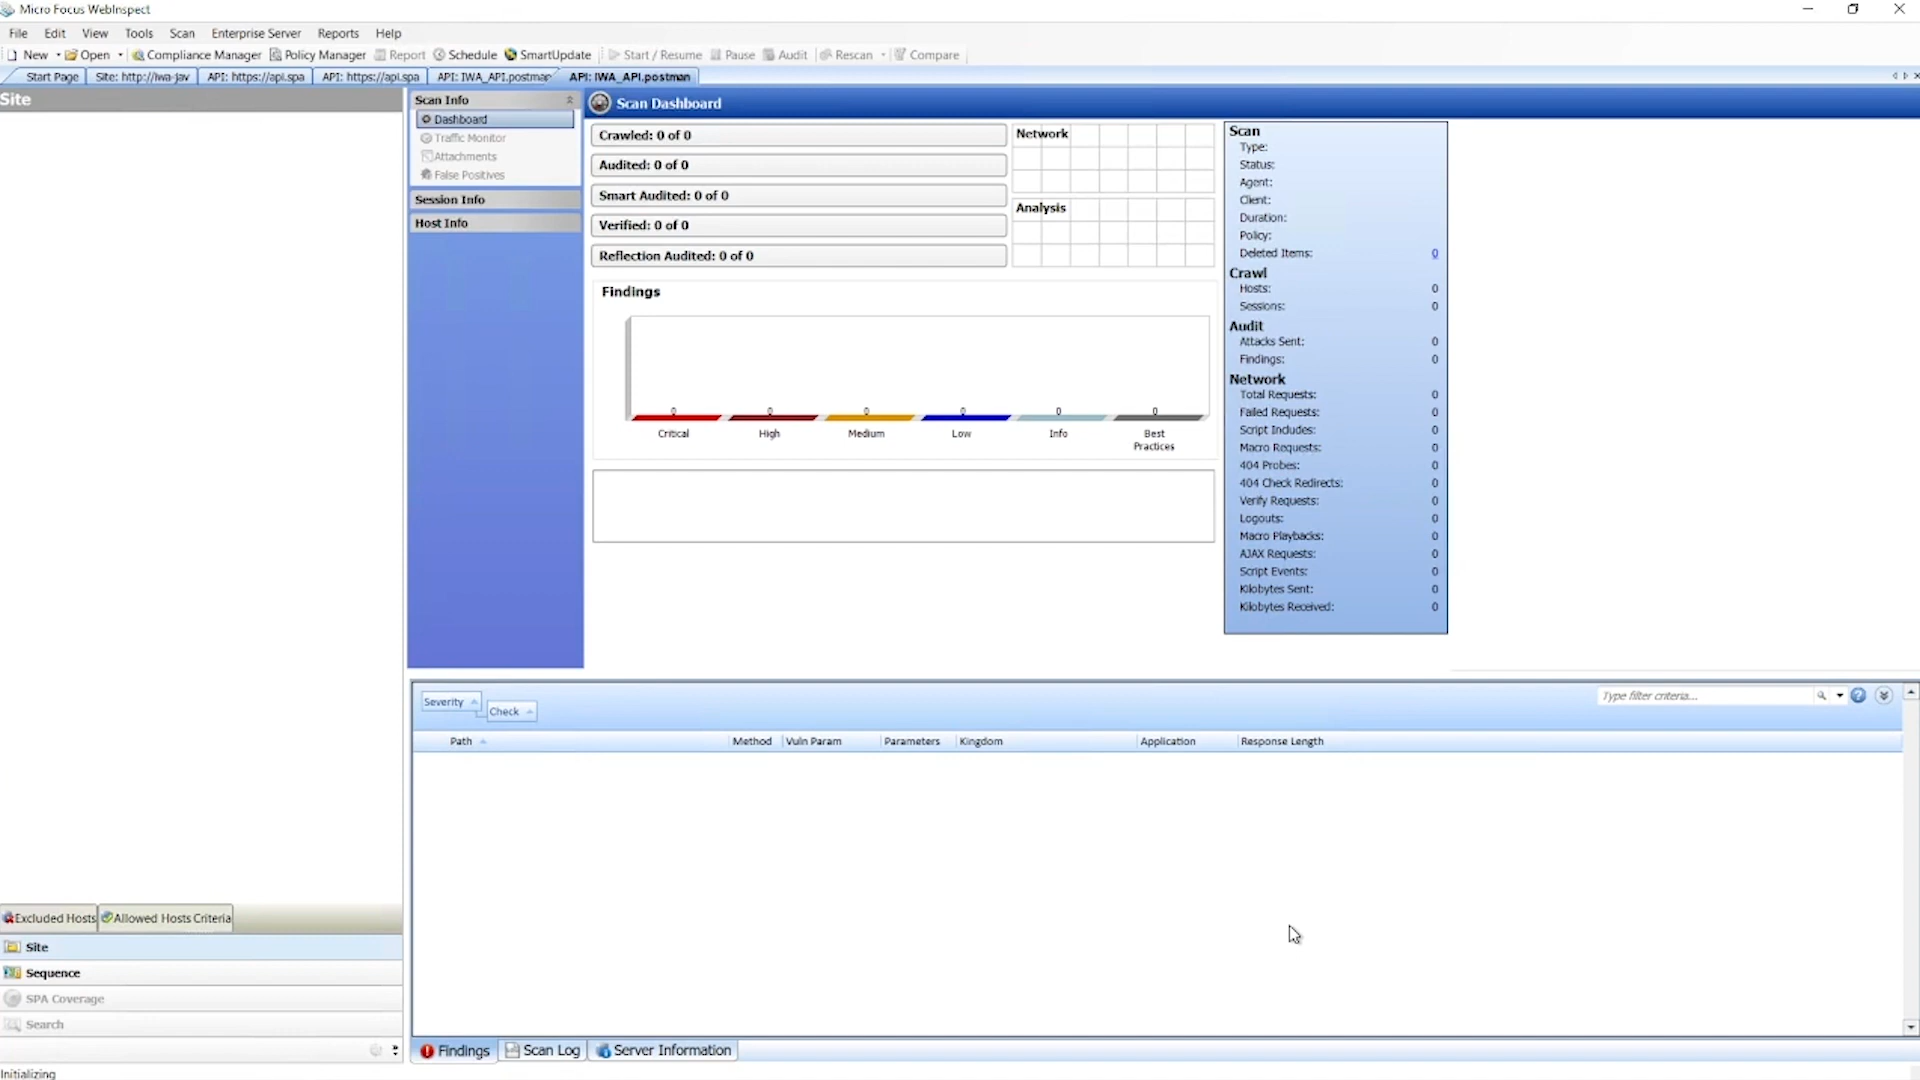 Micro Focus WebInspect
File Edit View Tools Scan Enterprise Server Reports Help
New Open Compliance Manager Policy Manager Report Schedule SmartUpdate Start / Resume Pause Audit Rescan Compare
Start Page Site: http://iwa-jav API: https://api.spa API: https://api.spa API: IWA_API.postman API: IWA_API.postman
Site
Scan Info
Dashboard
Traffic Monitor
Attachments
False Positives
Session Info
Host Info
Scan Dashboard
Crawled: 0 of 0
Audited: 0 of 0
Smart Audited: 0 of 0
Verified: 0 of 0
Reflection Audited: 0 of 0
Network
Analysis
Findings
0 0 0 0 0 0
Critical High Medium Low Info Best
Practices
Scan
Type:
Status:
Agent:
Client:
Duration:
Policy:
Deleted Items: 0
Crawl
Hosts: 0
Sessions: 0
Audit
Attacks Sent: 0
Findings: 0
Network
Total Requests: 0
Failed Requests: 0
Script Includes: 0
Macro Requests: 0
404 Probes: 0
404 Check Redirects: 0
Verify Requests: 0
Logouts: 0
Macro Playbacks: 0
AJAX Requests: 0
Script Events: 0
Kilobytes Sent: 0
Kilobytes Received: 0
Severity
Check
Type filter criteria...
Path Method Vuln Param Parameters Kingdom Application Response Length
Excluded Hosts Allowed Hosts Criteria
Site
Sequence
SPA Coverage
Search
Findings Scan Log Server Information
Initializing